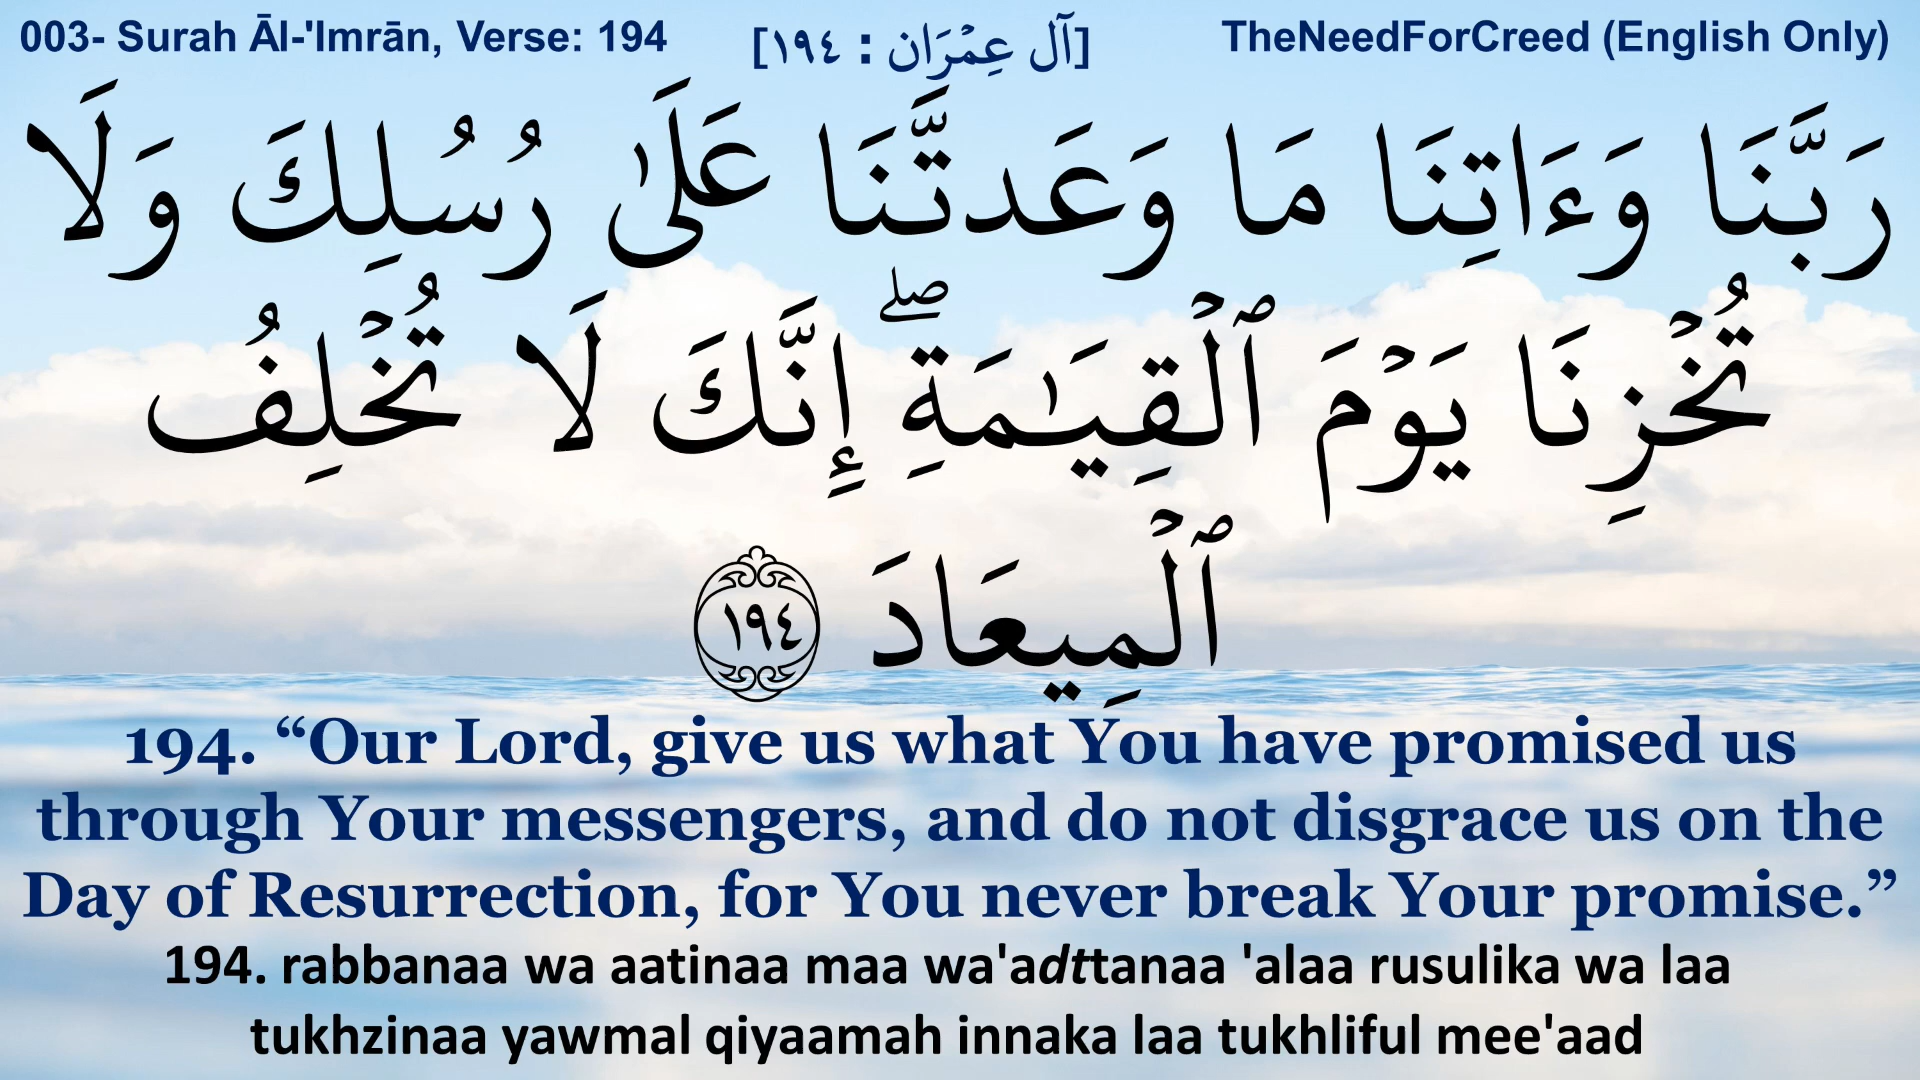 003- Surah Āl-'Imrān, Verse: 194
[آل عِمْرَان : ١٩٤]
TheNeedForCreed (English Only)
رَبَّنَا وَءَاتِنَا مَا وَعَدتَّنَا عَلَىٰ رُسُلِكَ وَلَا
تُخۡزِنَا يَوۡمَ ٱلۡقِيَٰمَةِۖ إِنَّكَ لَا تُخۡلِفُ
ٱلۡمِيعَادَ ١٩٤
194. “Our Lord, give us what You have promised us
through Your messengers, and do not disgrace us on the
Day of Resurrection, for You never break Your promise.”
194. rabbanaa wa aatinaa maa wa'adttanaa 'alaa rusulika wa laa
tukhzinaa yawmal qiyaamah innaka laa tukhliful mee'aad